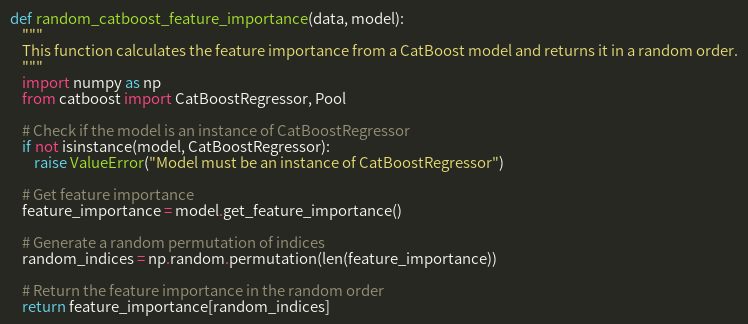 def random_catboost_feature_importance(data, model):
    """
    This function calculates the feature importance from a CatBoost model and returns it in a random order.
    """
    import numpy as np
    from catboost import CatBoostRegressor, Pool

    # Check if the model is an instance of CatBoostRegressor
    if not isinstance(model, CatBoostRegressor):
        raise ValueError("Model must be an instance of CatBoostRegressor")

    # Get feature importance
    feature_importance = model.get_feature_importance()

    # Generate a random permutation of indices
    random_indices = np.random.permutation(len(feature_importance))

    # Return the feature importance in the random order
    return feature_importance[random_indices]